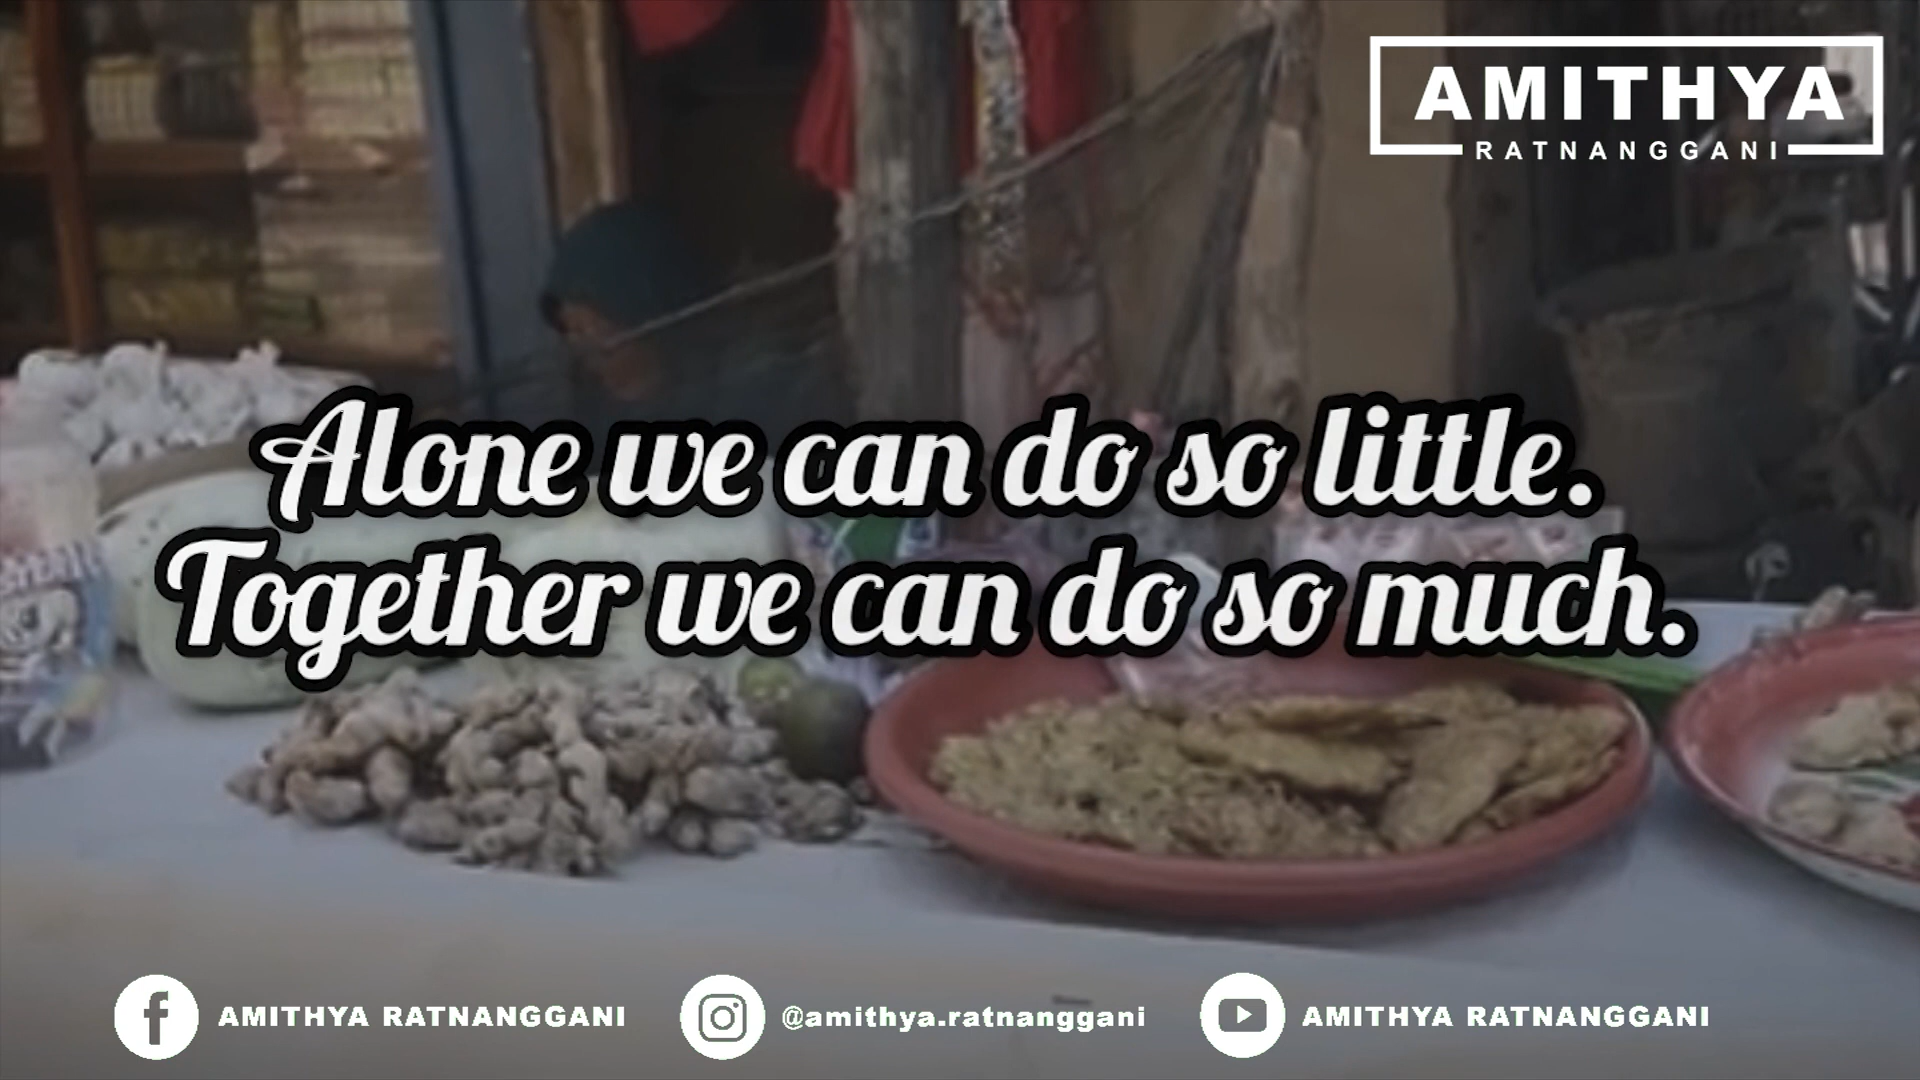 AMITHYA
RATNANGGANI
Alone we can do so little.
Together we can do so much.
AMITHYA RATNANGGANI
@amithya.ratnanggani
AMITHYA RATNANGGANI